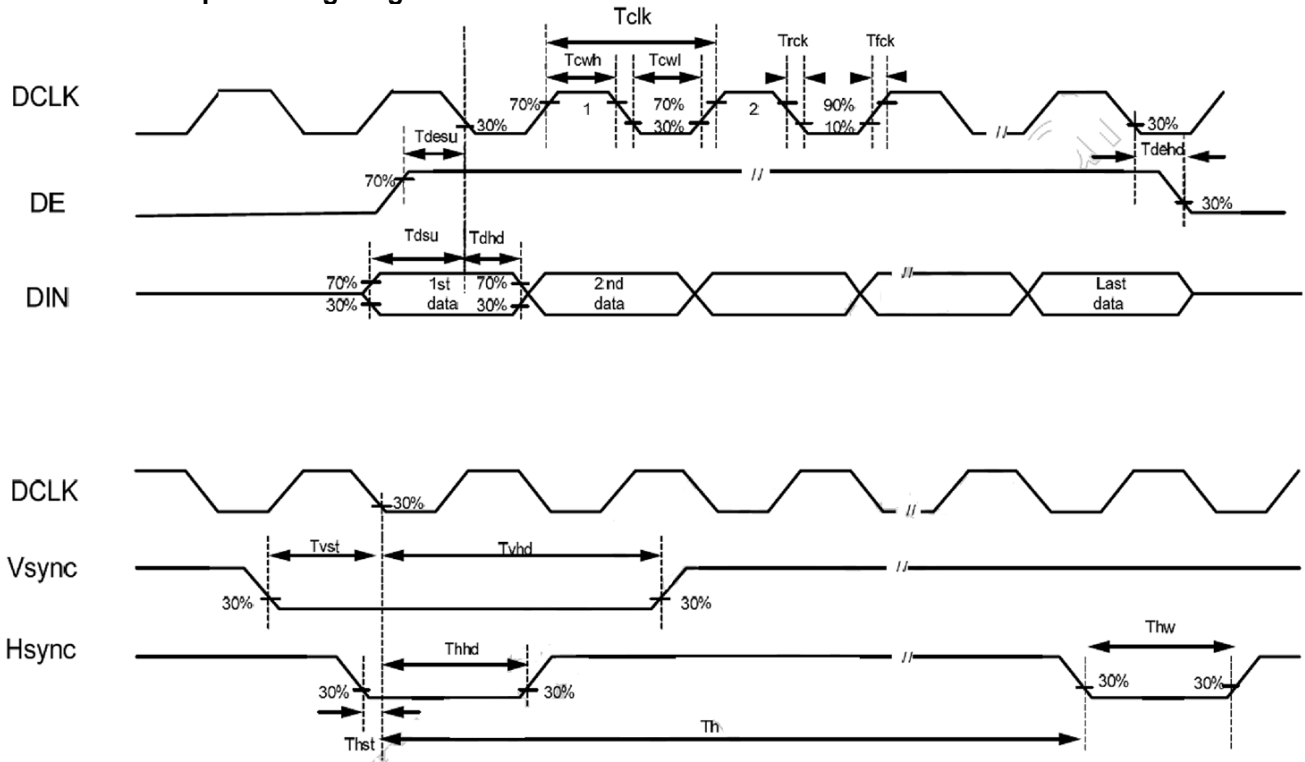 Tclk
Trck Tfck
Tcwh Tcwl
DCLK 70% 1 70% 2 90%
30% 30% 10% // 30%
Tdesu Tdehd
DE 70% // 30%
Tdsu Tdhd
DIN 70% 1st 70% 2nd // Last
30% data 30% data data
DCLK 30% //
Tvst Tvhd
Vsync //
30% 30%
Hsync Thhd // Thw
30% 30% 30% 30%
Thst Th